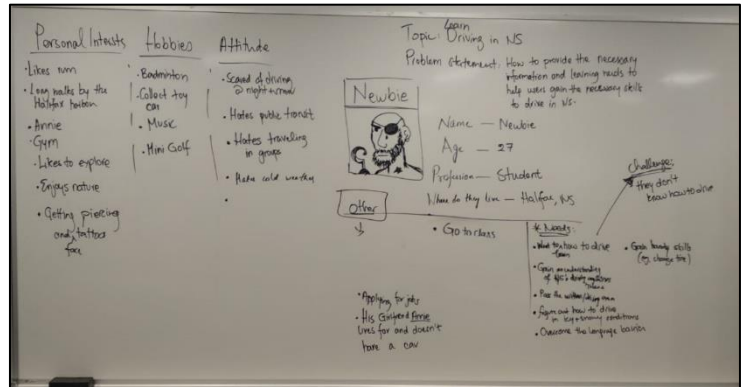 Personal Interests
• Likes rum
• Long walks by the
Halifax harbour
• Annie
• Gym
• Likes to explore
• Enjoys nature
• Getting piercing
and tattoo
face
Hobbies
• Badminton
• Collect toy
car
• Music
• Mini Golf
Attitude
• Scared of driving
@ night
• Hates public transit
• Hates traveling
in groups
• Hates cold weather
Topic: Learn Driving in NS
Problem statement: How to provide the necessary
information and learning needs to
help users gain the necessary skills
to drive in NS.
Newbie
Name — Newbie
Age — 27
Profession — Student
Where do they live — Halifax, NS
Challenge:
they don't
know how to drive
Other
• Go to class
• Applying for jobs
• His Girlfriend Annie
lives far and doesn't
have a car
* Needs:
how to drive
learn
• Gain an understanding
of NS's driving
• Pass the written/driving exam
• Figure out how to drive
in icy + snowy conditions
• Overcome the language barrier
• Gain handy skills
(eg. change tire)